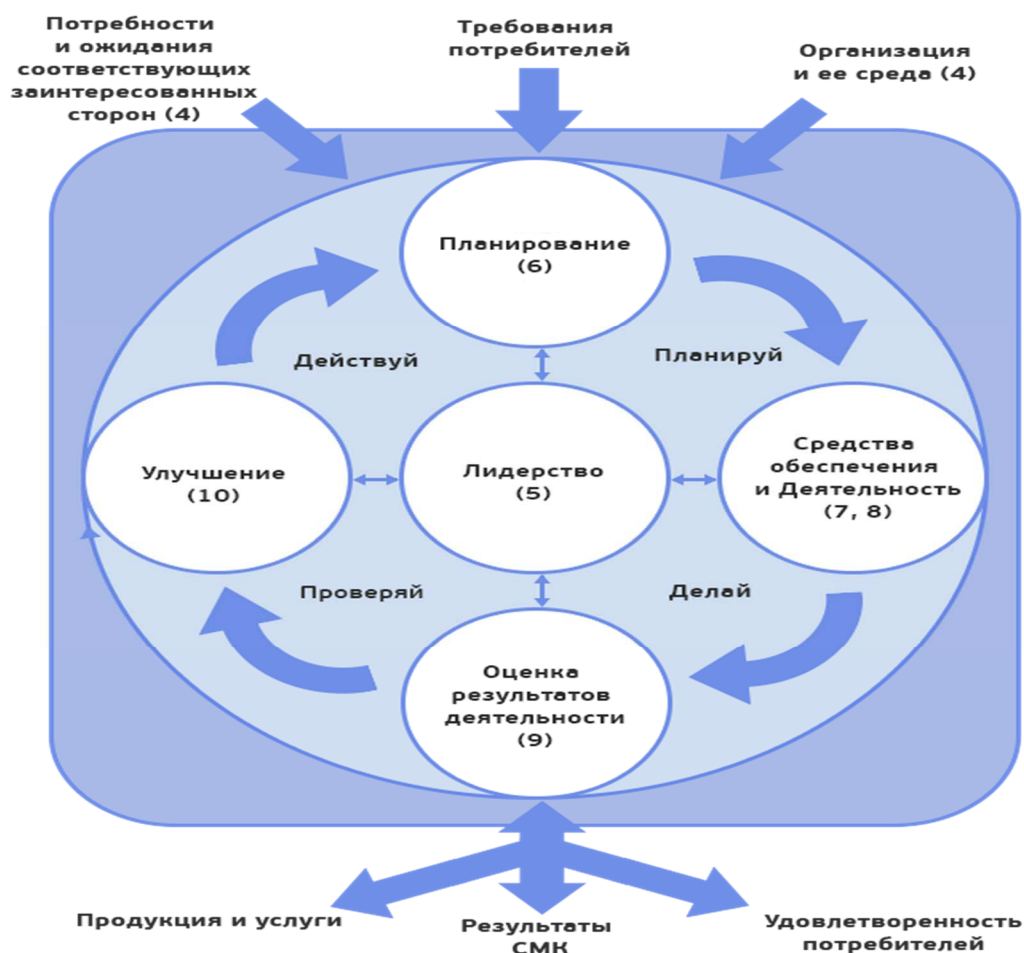 Потребности
и ожидания
соответствующих
заинтересованных
сторон (4)
Требования
потребителей
Организация
и ее среда (4)
Планирование
(6)
Действуй
Планируй
Улучшение
(10)
Лидерство
(5)
Средства
обеспечения
и Деятельность
(7, 8)
Проверяй
Делай
Оценка
результатов
деятельности
(9)
Продукция и услуги
Результаты
СМК
Удовлетворенность
потребителей